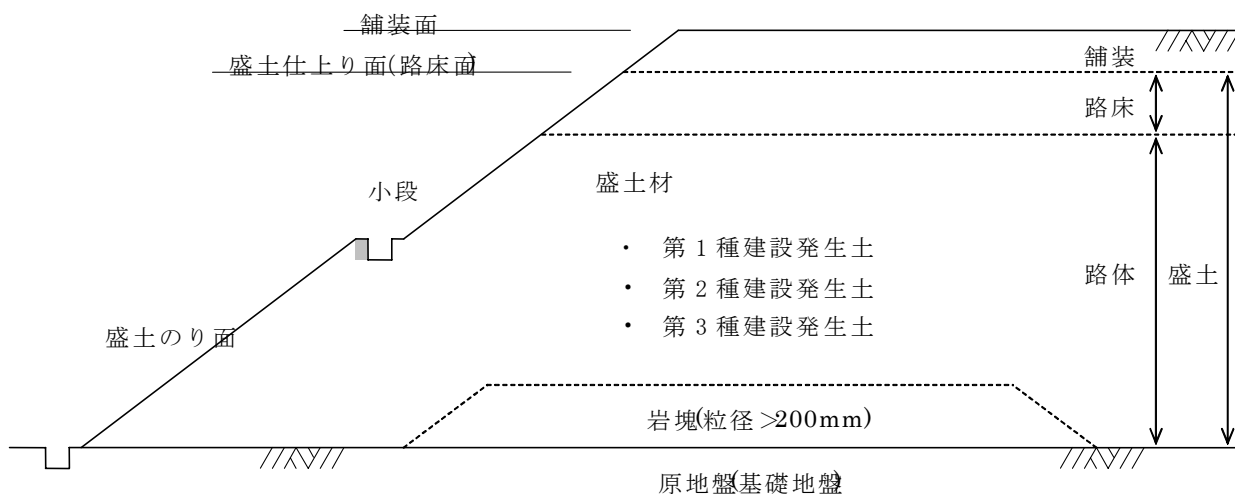 舗装面
盛土仕上り面(路床面)
舗装
路床
小段
盛土材
・ 第1種建設発生土
・ 第2種建設発生土
・ 第3種建設発生土
路体
盛土
盛土のり面
岩塊(粒径>200mm)
原地盤(基礎地盤)